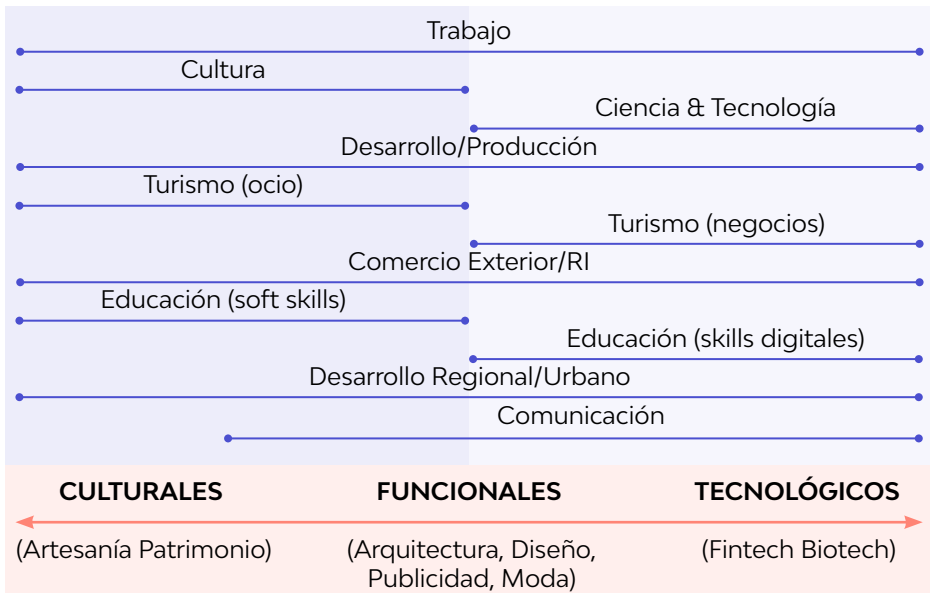 Trabajo
Cultura
Ciencia & Tecnología
Desarrollo/Producción
Turismo (ocio)
Turismo (negocios)
Comercio Exterior/RI
Educación (soft skills)
Educación (skills digitales)
Desarrollo Regional/Urbano
Comunicación
CULTURALES FUNCIONALES TECNOLÓGICOS
(Artesanía Patrimonio) (Arquitectura, Diseño, (Fintech Biotech)
Publicidad, Moda)